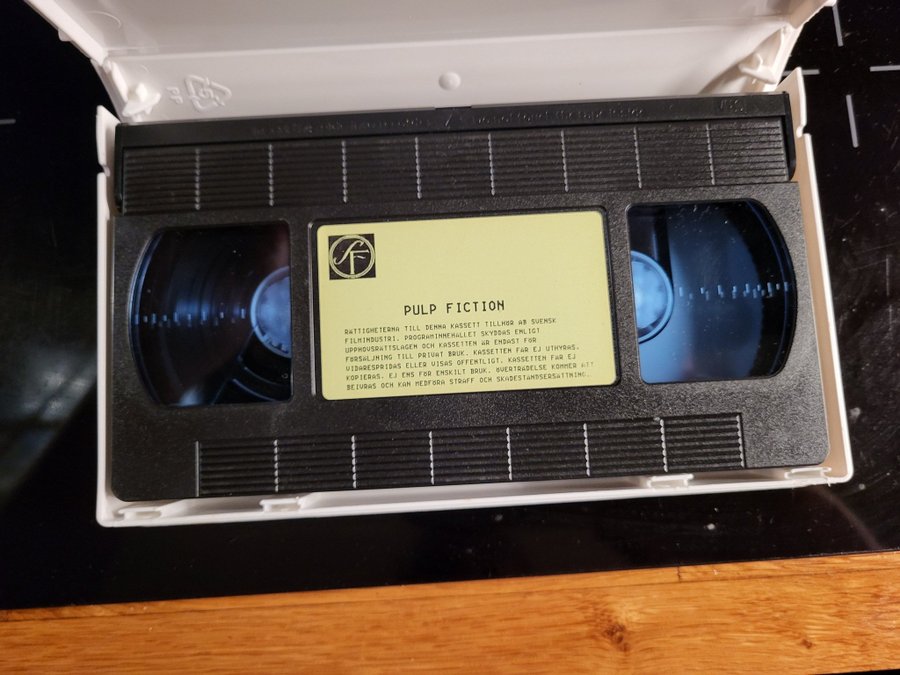 PP
VHS
SF
PULP FICTION
RÄTTIGHETERNA TILL DENNA KASSETT TILLHÖR AB SVENSK
FILMINDUSTRI. PROGRAMINNEHÅLLET SKYDDAS ENLIGT
UPPHOVSRÄTTSLAGEN OCH KASSETTEN ÄR ENDAST FÖR
FÖRSÄLJNING TILL PRIVAT BRUK. KASSETTEN FÅR EJ UTHYRAS,
VIDARESPRIDAS ELLER VISAS OFFENTLIGT. KASSETTEN FÅR EJ
KOPIERAS, EJ ENS FÖR ENSKILT BRUK. ÖVERTRÄDELSE KOMMER ATT
BEIVRAS OCH KAN MEDFÖRA STRAFF OCH SKADESTÅNDSERSÄTTNING.